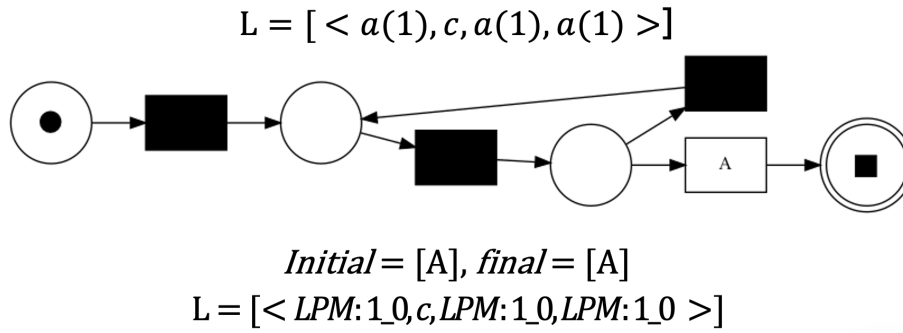 L = [ < a(1), c, a(1), a(1) >]
A
Initial = [A], final = [A]
L = [< LPM: 1_0, c, LPM: 1_0, LPM: 1_0 >]